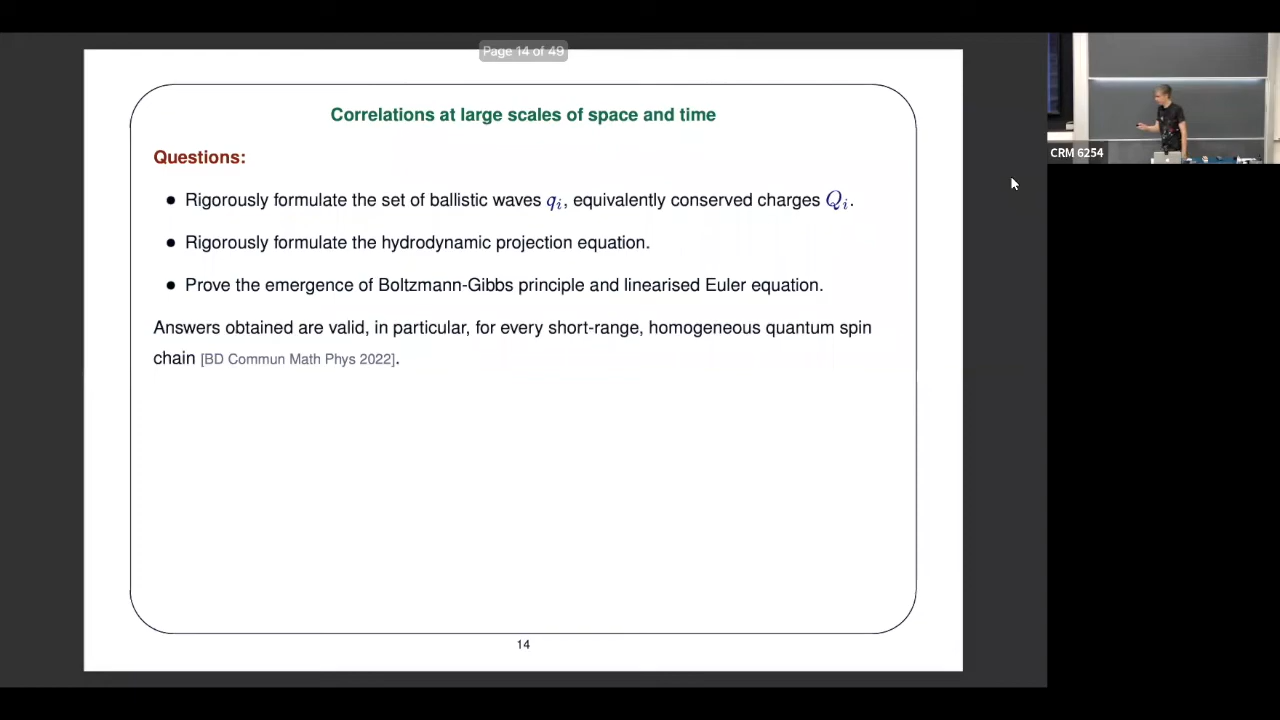 Page 14 of 49
Correlations at large scales of space and time
Questions:
● Rigorously formulate the set of ballistic waves qᵢ, equivalently conserved charges Qᵢ.
● Rigorously formulate the hydrodynamic projection equation.
● Prove the emergence of Boltzmann-Gibbs principle and linearised Euler equation.
Answers obtained are valid, in particular, for every short-range, homogeneous quantum spin
chain [BD Commun Math Phys 2022].
14
CRM 6254